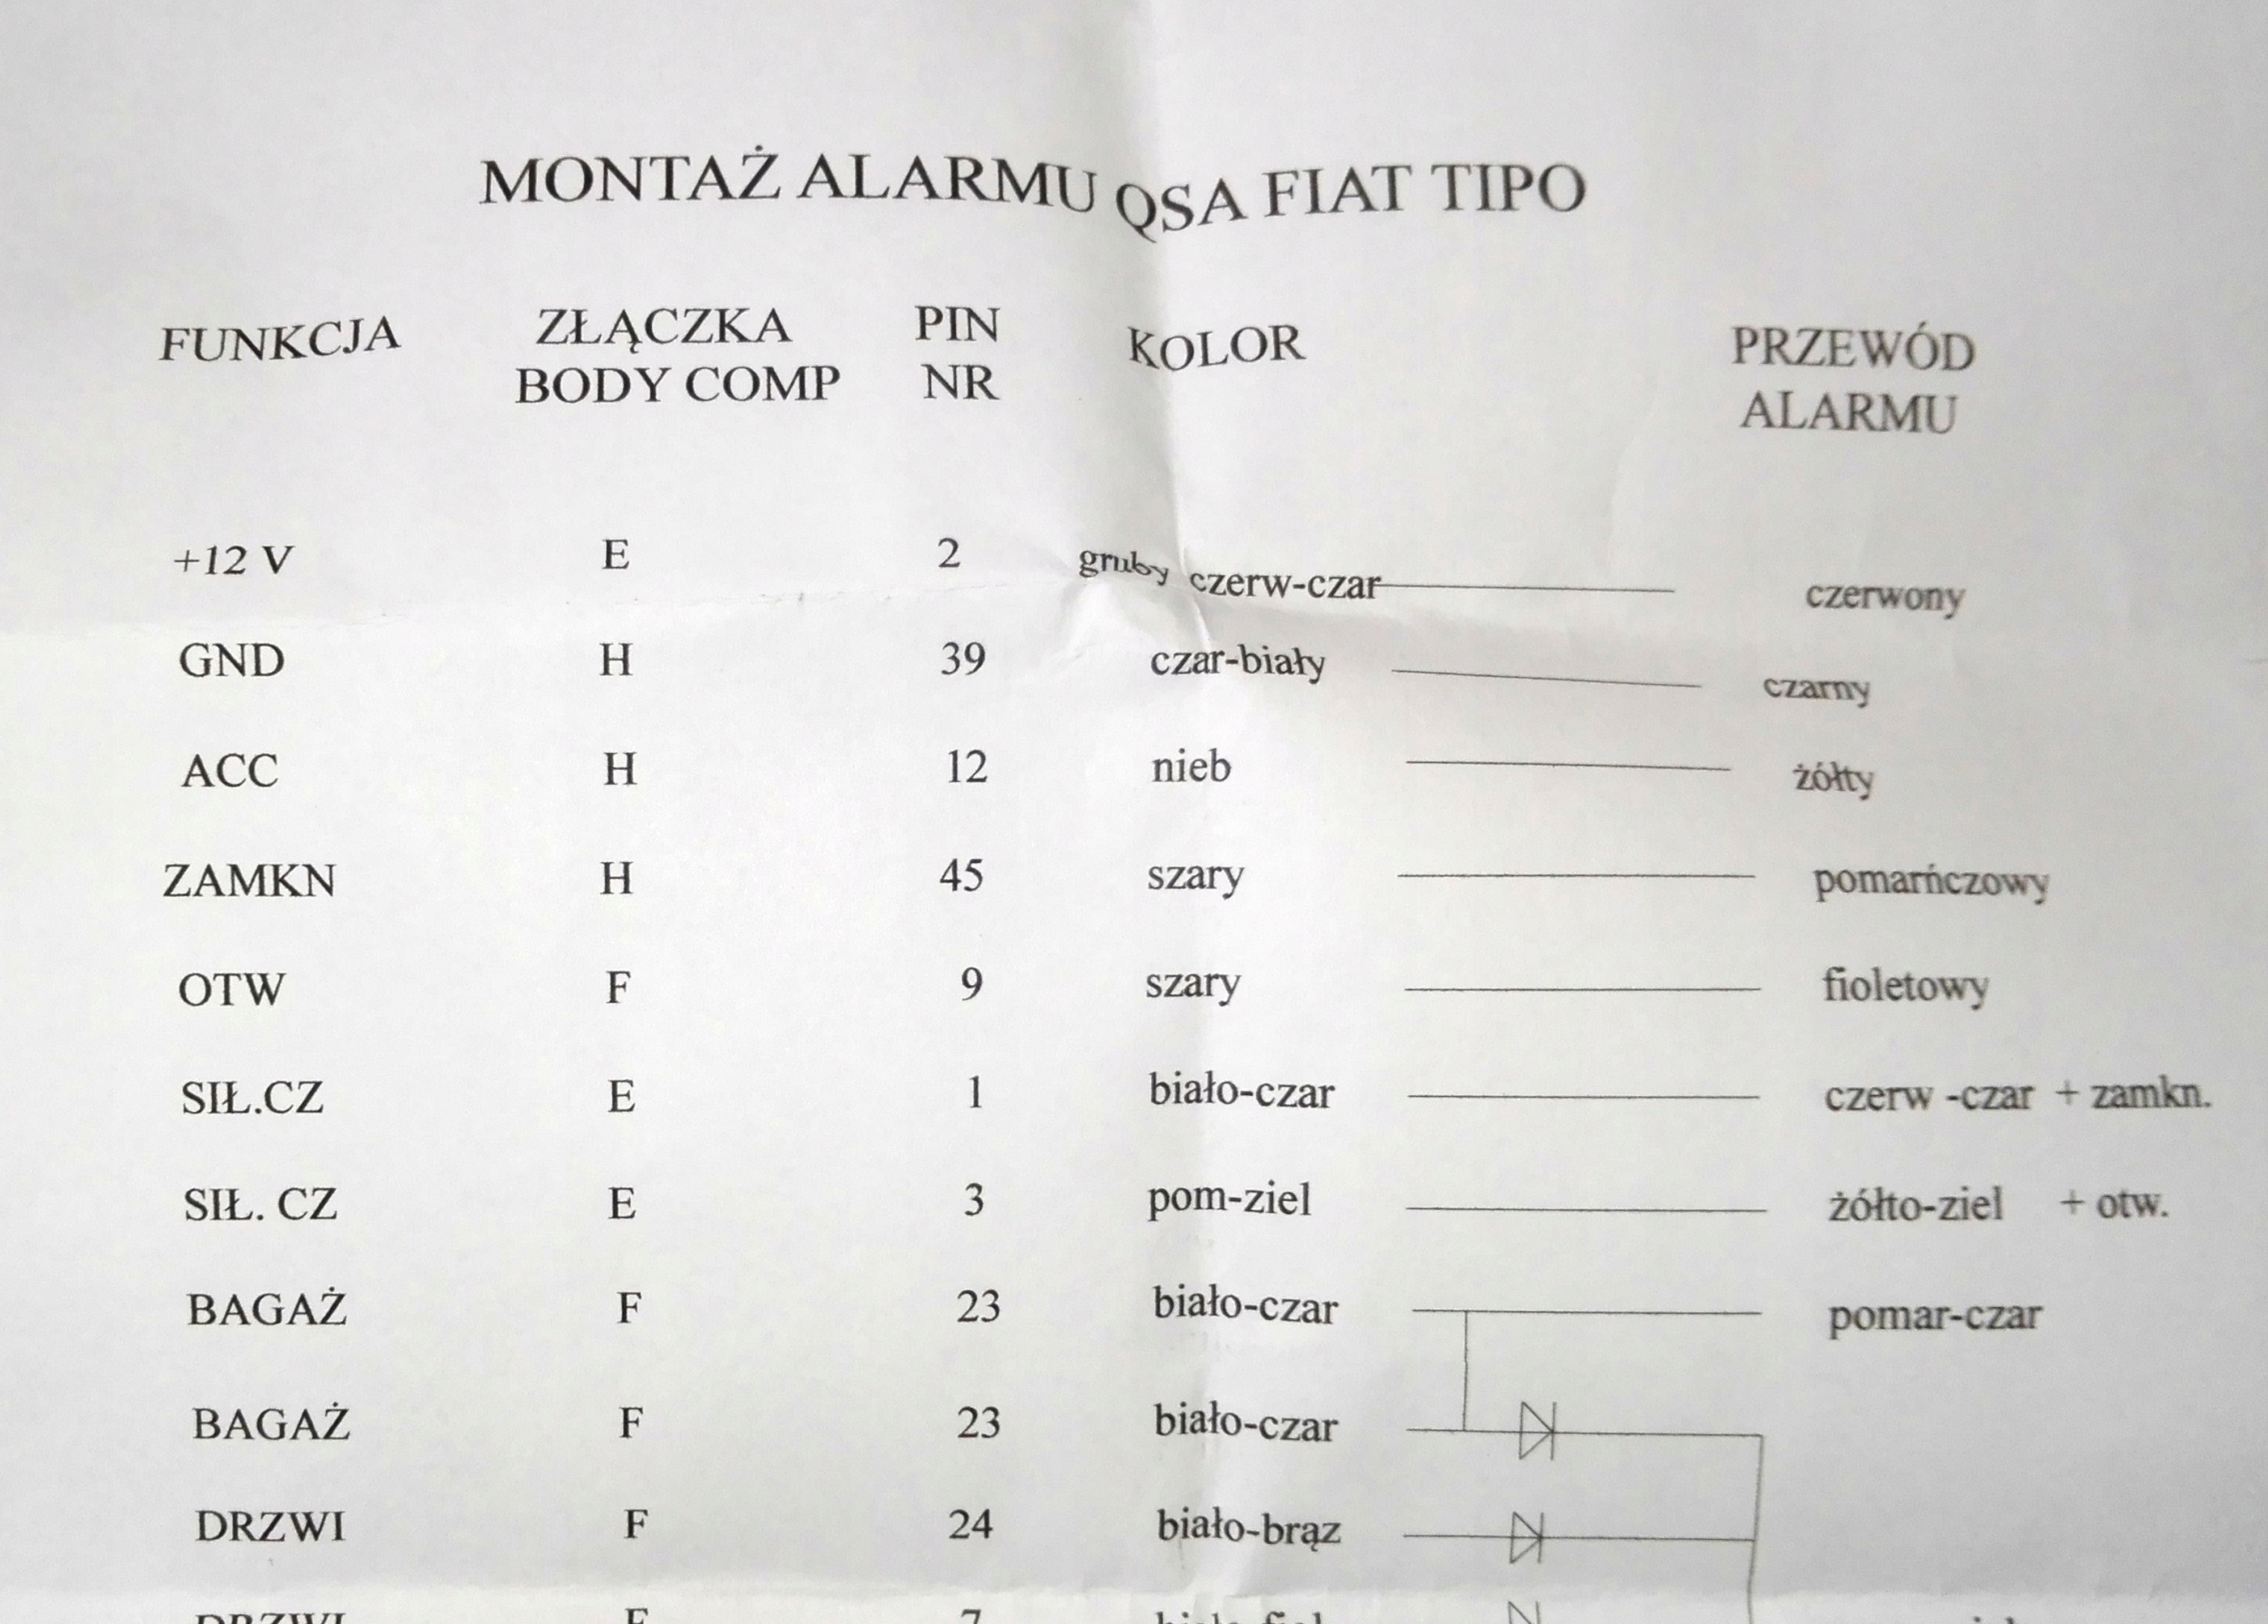 MONTAŻ ALARMU QSA FIAT TIPO
FUNKCJA ZŁĄCZKA BODY COMP PIN NR KOLOR PRZEWÓD ALARMU
+12 V E 2 gruby czerw-czar czerwony
GND H 39 czar-biały czarny
ACC H 12 nieb żółty
ZAMKN H 45 szary pomarńczowy
OTW F 9 szary fioletowy
SIŁ.CZ E 1 biało-czar czerw -czar + zamkn.
SIŁ. CZ E 3 pom-ziel żółto-ziel + otw.
BAGAŻ F 23 biało-czar pomar-czar
BAGAŻ F 23 biało-czar
DRZWI F 24 biało-brąz
DRZWI 7